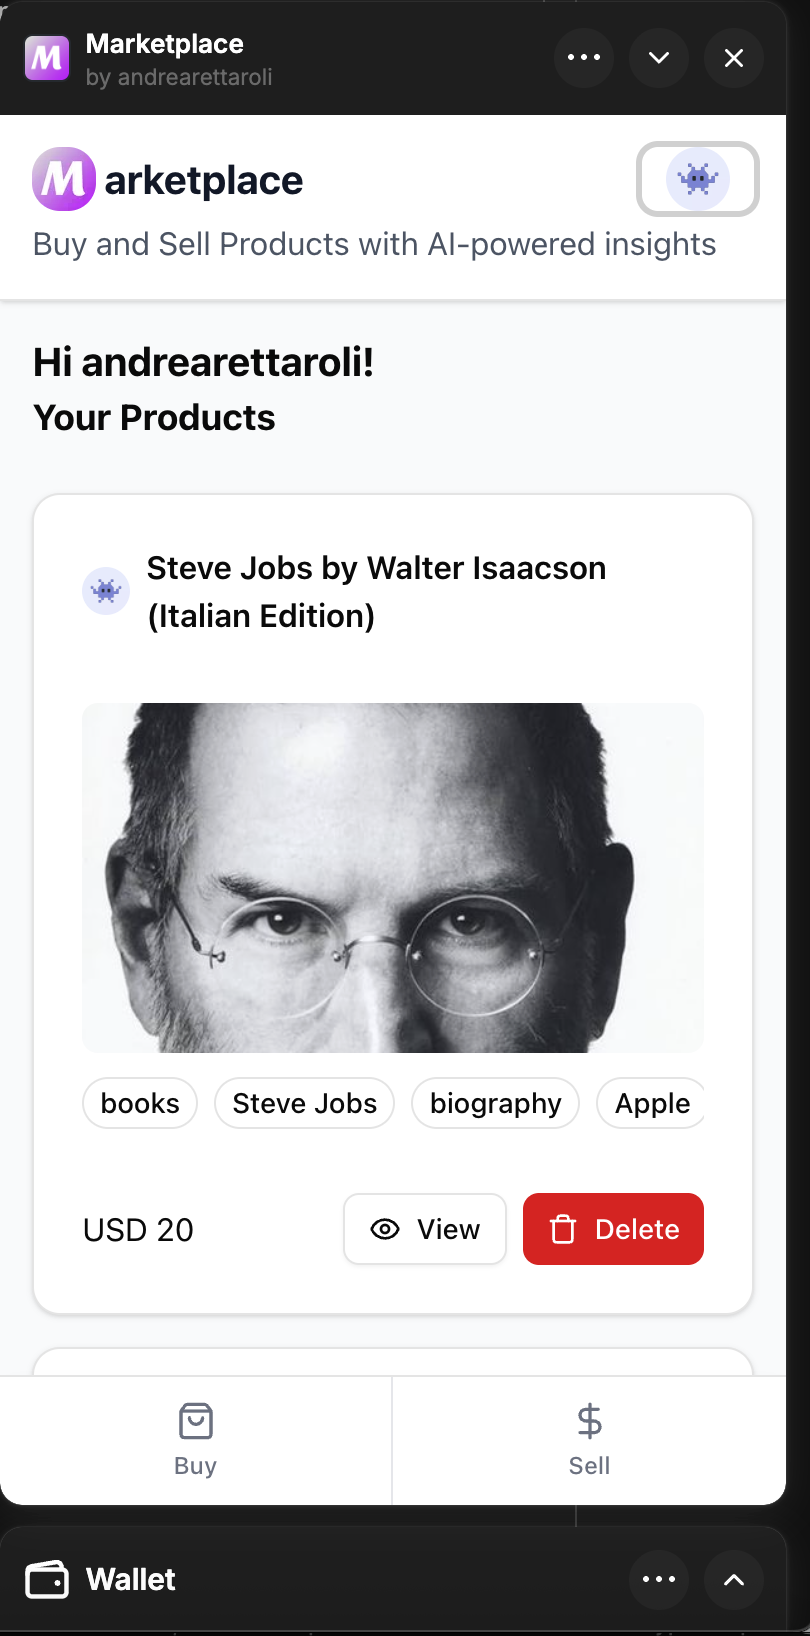 Marketplace
by andrearettaroli
Marketplace
Buy and Sell Products with AI-powered insights
Hi andrearettaroli!
Your Products
Steve Jobs by Walter Isaacson
(Italian Edition)
books
Steve Jobs
biography
Apple
USD 20
View
Delete
Buy
Sell
Wallet